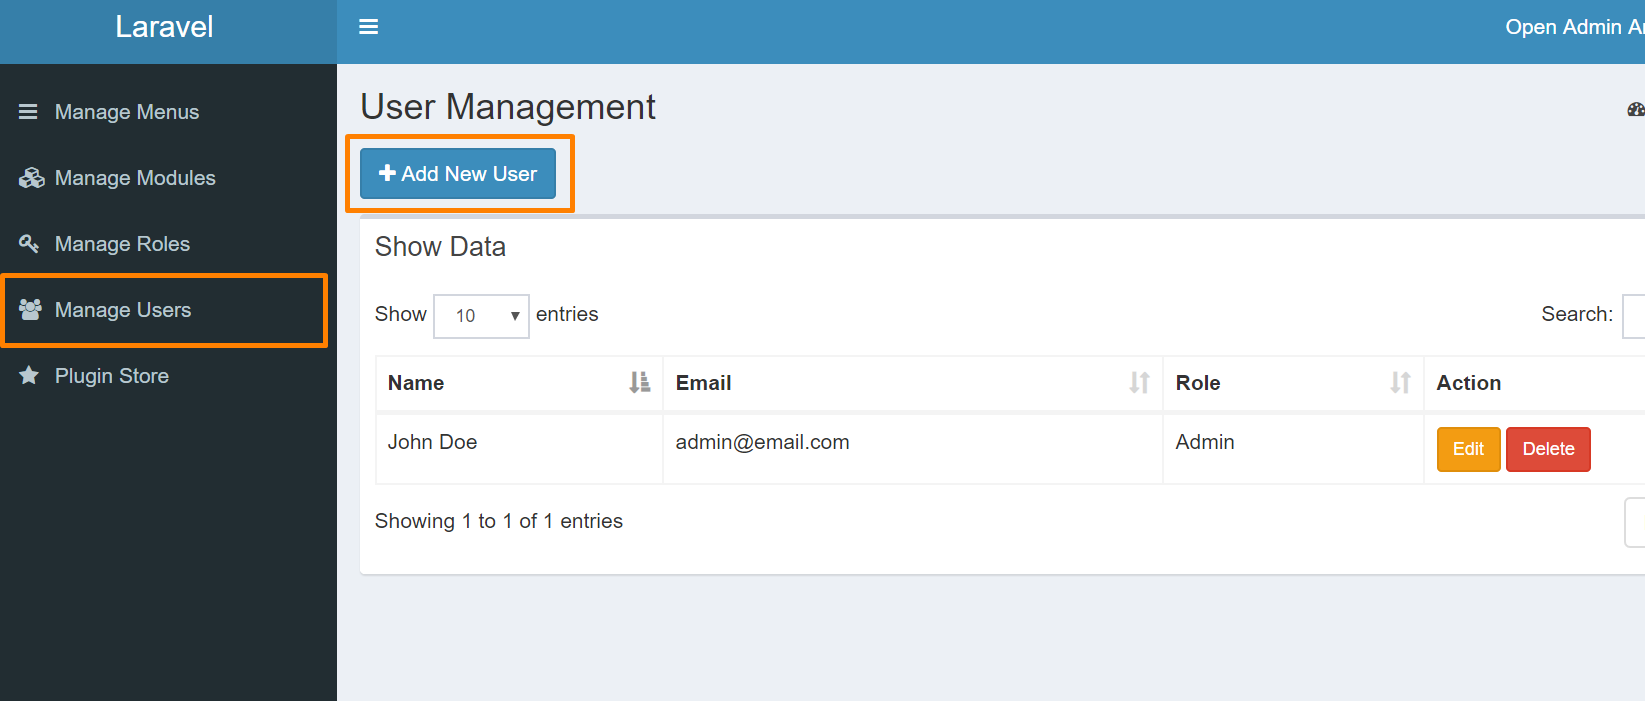 Laravel
Open Admin
Manage Menus
Manage Modules
Manage Roles
Manage Users
Plugin Store
User Management
Add New User
Show Data
Show 10 entries
Search:
Name Email Role Action
John Doe admin@email.com Admin Edit Delete
Showing 1 to 1 of 1 entries